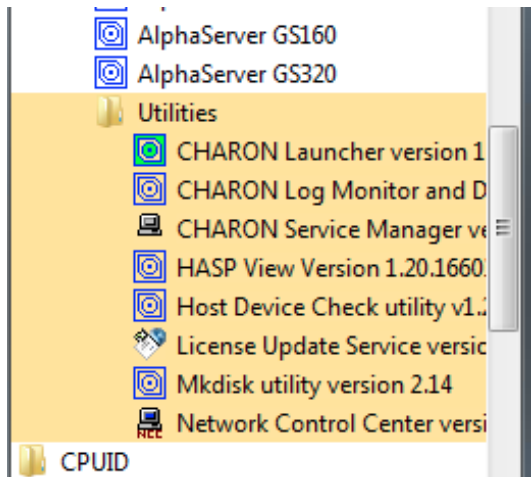 AlphaServer GS160
AlphaServer GS320
Utilities
CHARON Launcher version 1
CHARON Log Monitor and D
CHARON Service Manager ve
HASP View Version 1.20.1660
Host Device Check utility v1.2
License Update Service versic
Mkdisk utility version 2.14
Network Control Center versi
NCC
CPUID